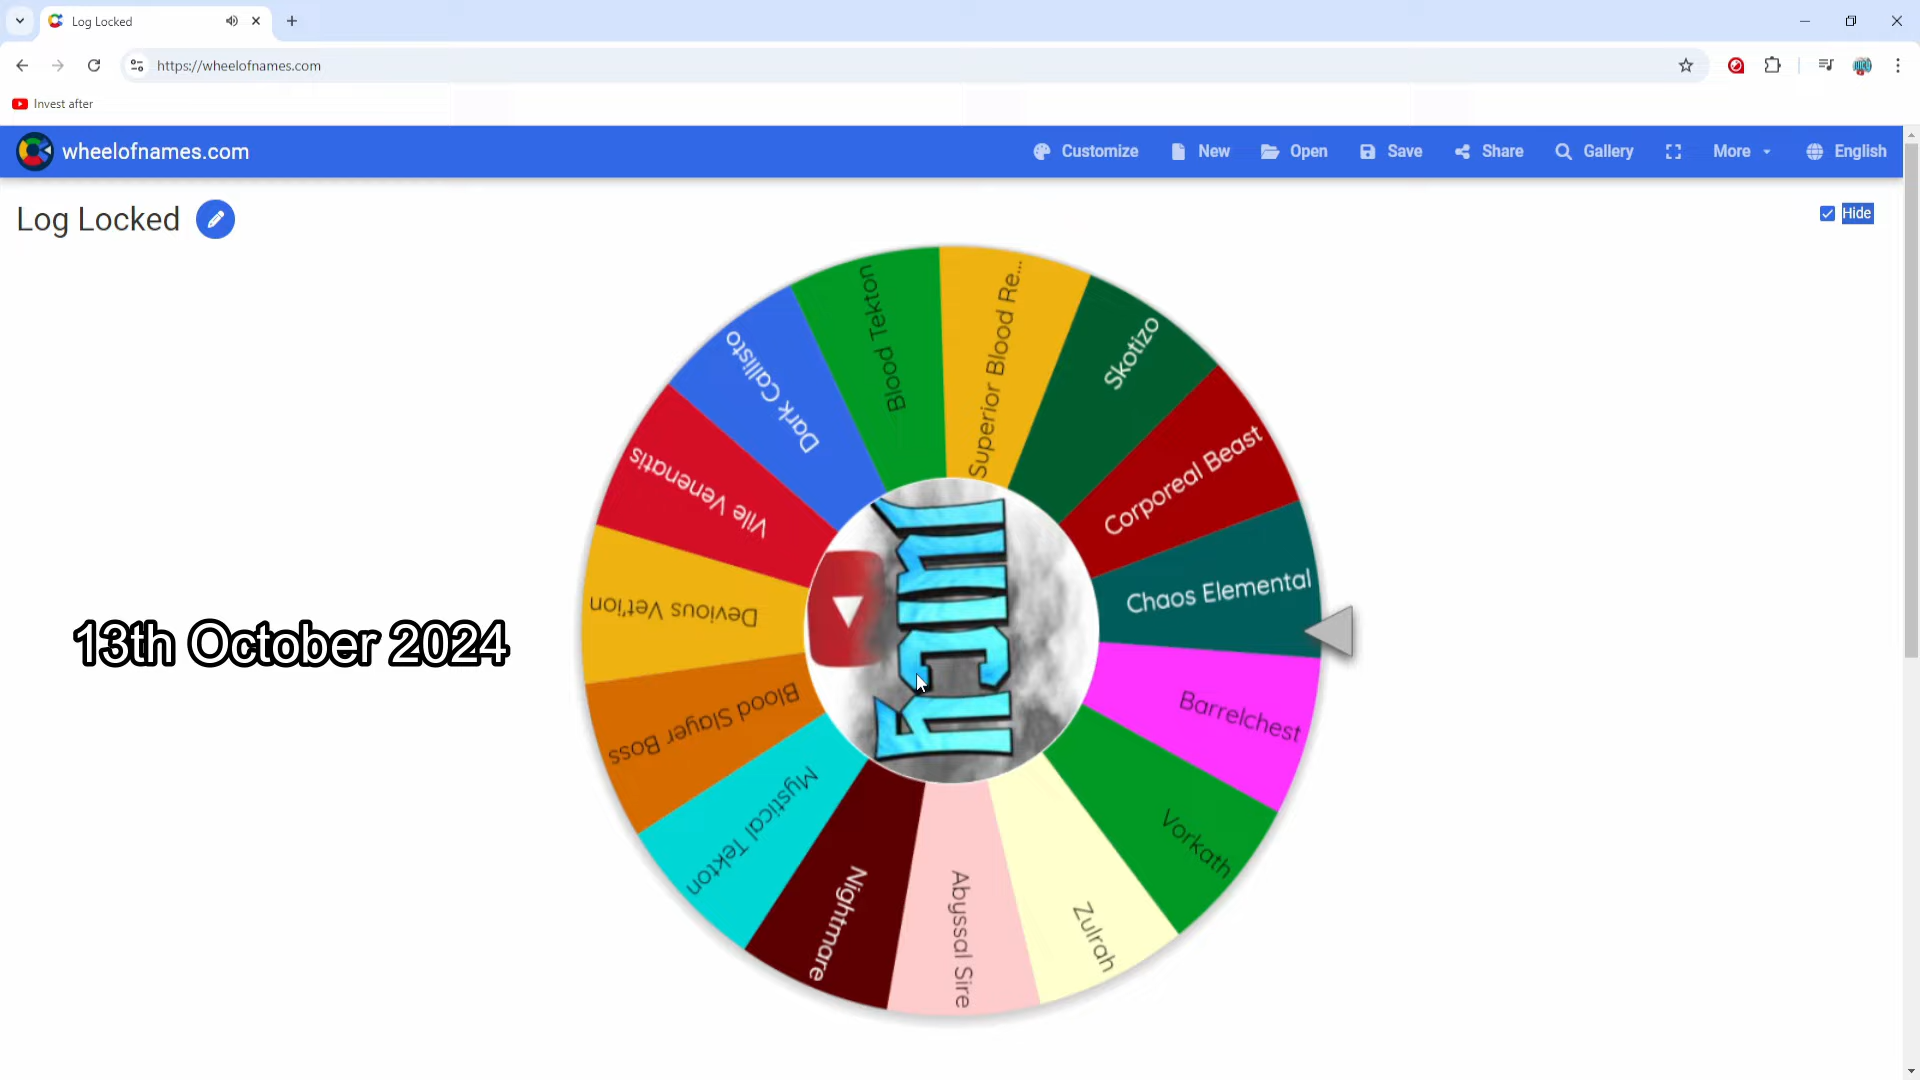 Log Locked
https://wheelofnames.com
Invest after
wheelofnames.com
Customize
New
Open
Save
Share
Gallery
More
English
Log Locked
Hide
Superior Blood Re...
Skotizo
Corporeal Beast
Chaos Elemental
Barrelchest
Vorkath
Zulrah
Abyssal Sire
Nightmare
Mystical Tekton
Blood Slayer Boss
Devious Vet'ion
Vile Venenatis
Dark Callisto
Blood Tekton
13th October 2024